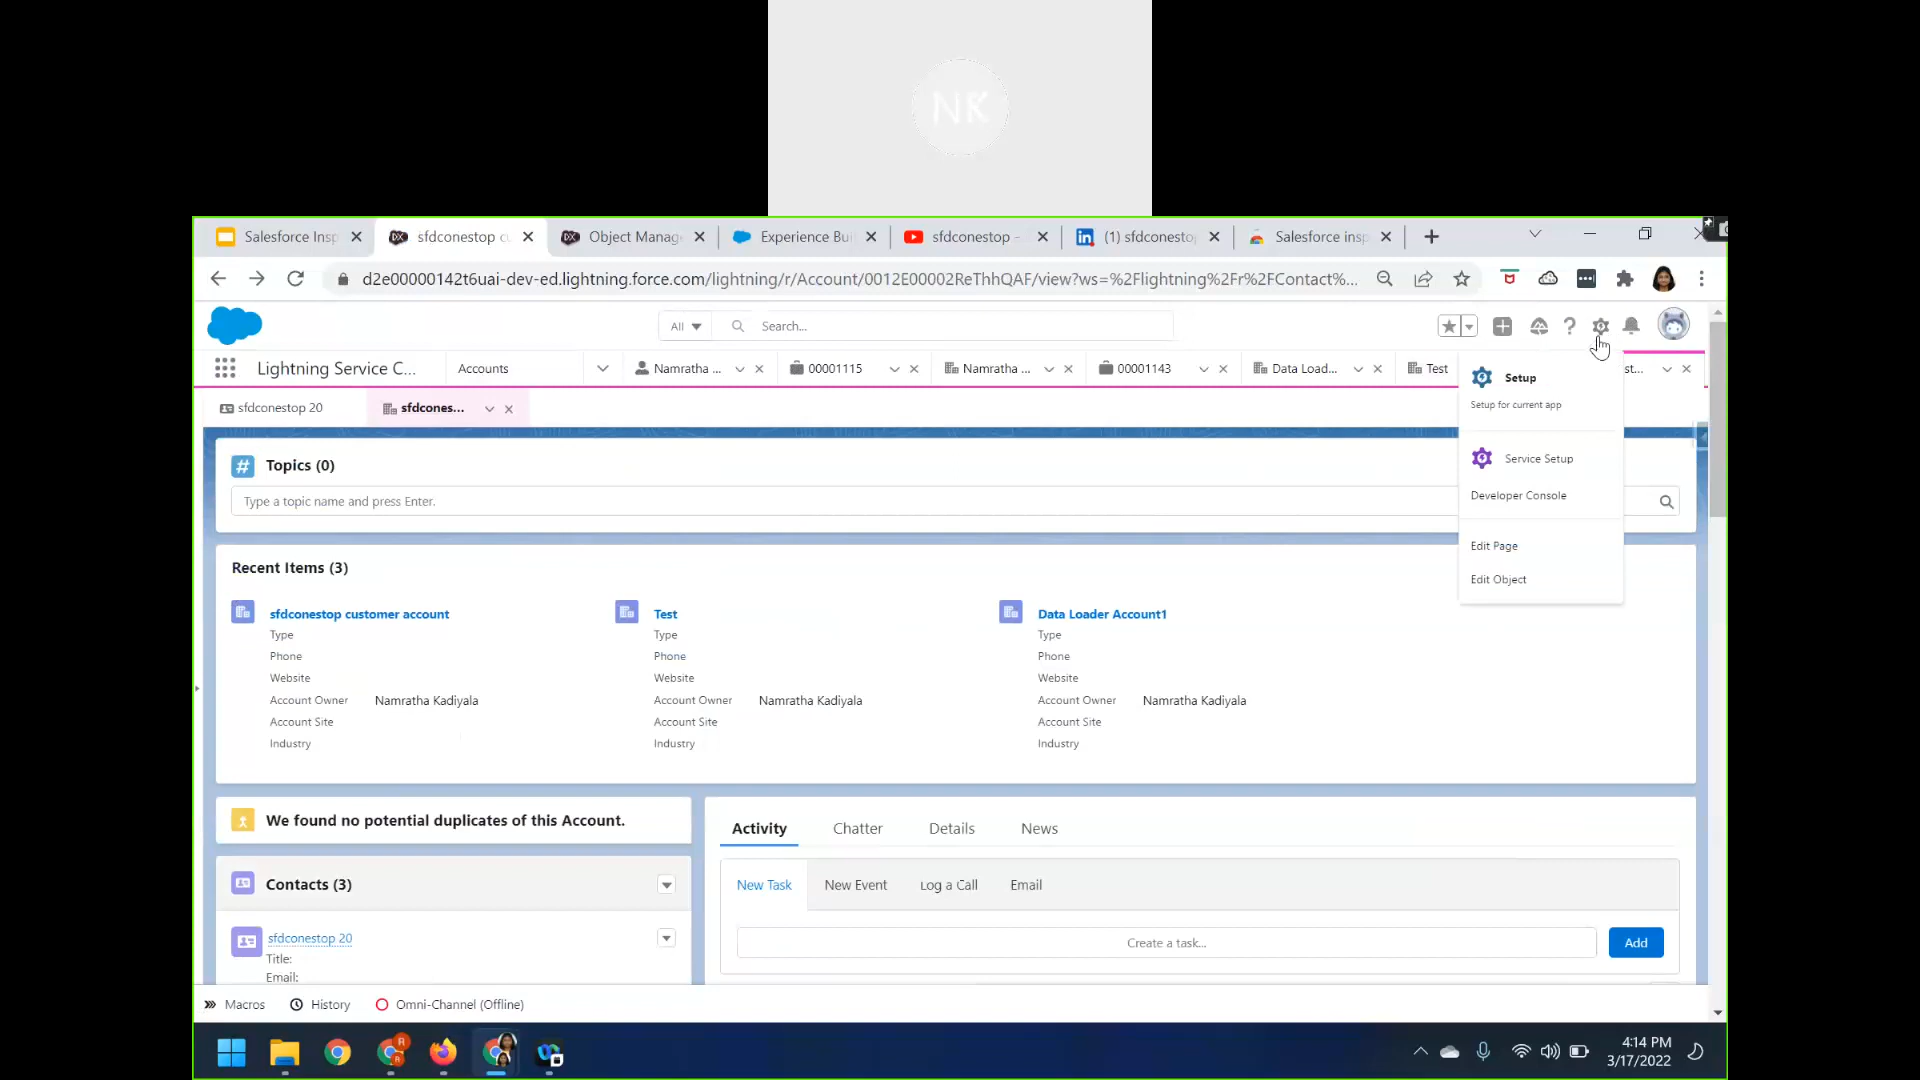 NK
Salesforce Insp
sfdconestop cu
Object Manag
Experience Bui
sfdconestop -
(1) sfdconesto
Salesforce insp
d2e00000142t6uai-dev-ed.lightning.force.com/lightning/r/Account/0012E00002ReThhQAF/view?ws=%2Flightning%2Fr%2FContact%...
All
Search...
Lightning Service C...
Accounts
Namratha ...
00001115
Namratha ...
00001143
Data Load...
Test
st...
sfdconestop 20
sfdcones...
Setup
Setup for current app
Service Setup
Developer Console
Edit Page
Edit Object
Topics (0)
Type a topic name and press Enter.
Recent Items (3)
sfdconestop customer account
Type
Phone
Website
Account Owner Namratha Kadiyala
Account Site
Industry
Test
Type
Phone
Website
Account Owner Namratha Kadiyala
Account Site
Industry
Data Loader Account1
Type
Phone
Website
Account Owner Namratha Kadiyala
Account Site
Industry
We found no potential duplicates of this Account.
Contacts (3)
sfdconestop 20
Title:
Email:
Activity
Chatter
Details
News
New Task
New Event
Log a Call
Email
Create a task...
Add
Macros
History
Omni-Channel (Offline)
4:14 PM
3/17/2022